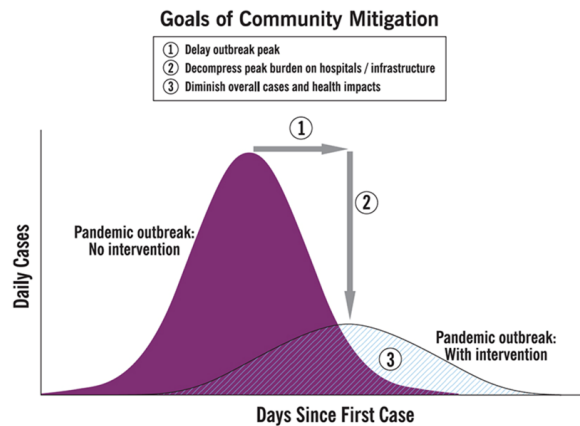 Goals of Community Mitigation
① Delay outbreak peak
② Decompress peak burden on hospitals / infrastructure
③ Diminish overall cases and health impacts
①
②
Pandemic outbreak:
No intervention
Daily Cases
Pandemic outbreak:
With intervention
③
Days Since First Case